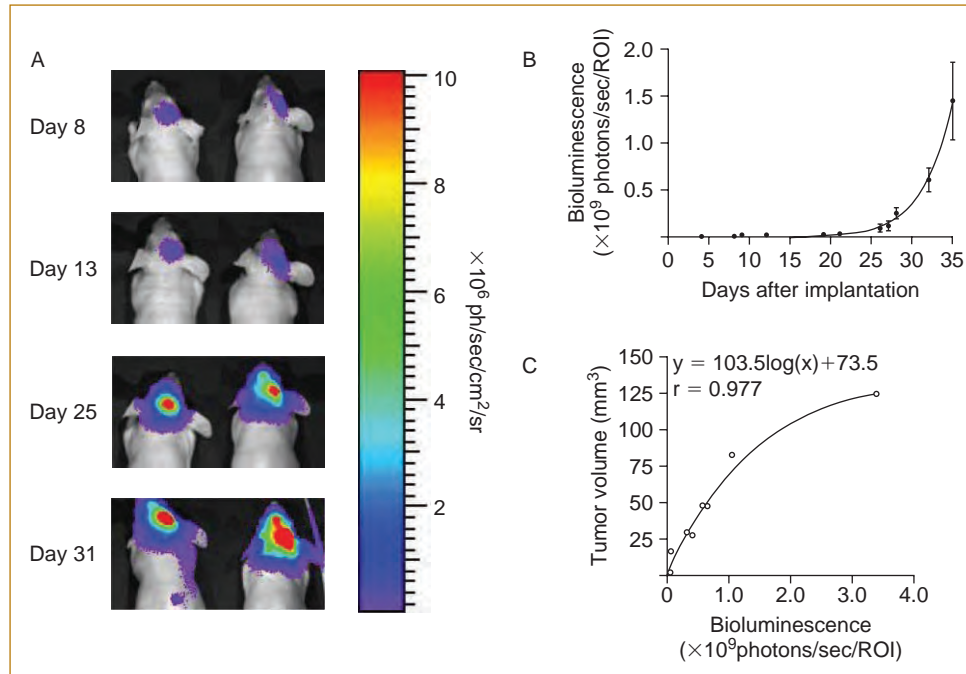 A
Day 8
Day 13
Day 25
Day 31
10
8
6
4
2
×10⁶ ph/sec/cm²/sr
B
Bioluminescence
(×10⁹ photons/sec/ROI)
2.0
1.5
1.0
0.5
0 5 10 15 20 25 30 35
Days after implantation
C
y = 103.5log(x)+73.5
r = 0.977
Tumor volume (mm³)
150
125
100
75
50
25
0 1.0 2.0 3.0 4.0
Bioluminescence
(×10⁹photons/sec/ROI)